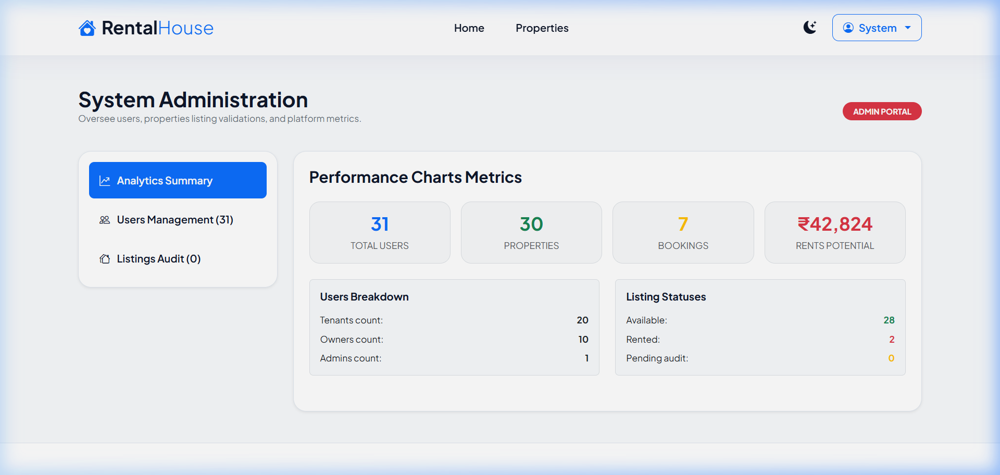 RentalHouse
Home
Properties
System
System Administration
Oversee users, properties listing validations, and platform metrics.
ADMIN PORTAL
Analytics Summary
Users Management (31)
Listings Audit (0)
Performance Charts Metrics
31
TOTAL USERS
30
PROPERTIES
7
BOOKINGS
₹42,824
RENTS POTENTIAL
Users Breakdown
Tenants count: 20
Owners count: 10
Admins count: 1
Listing Statuses
Available: 28
Rented: 2
Pending audit: 0